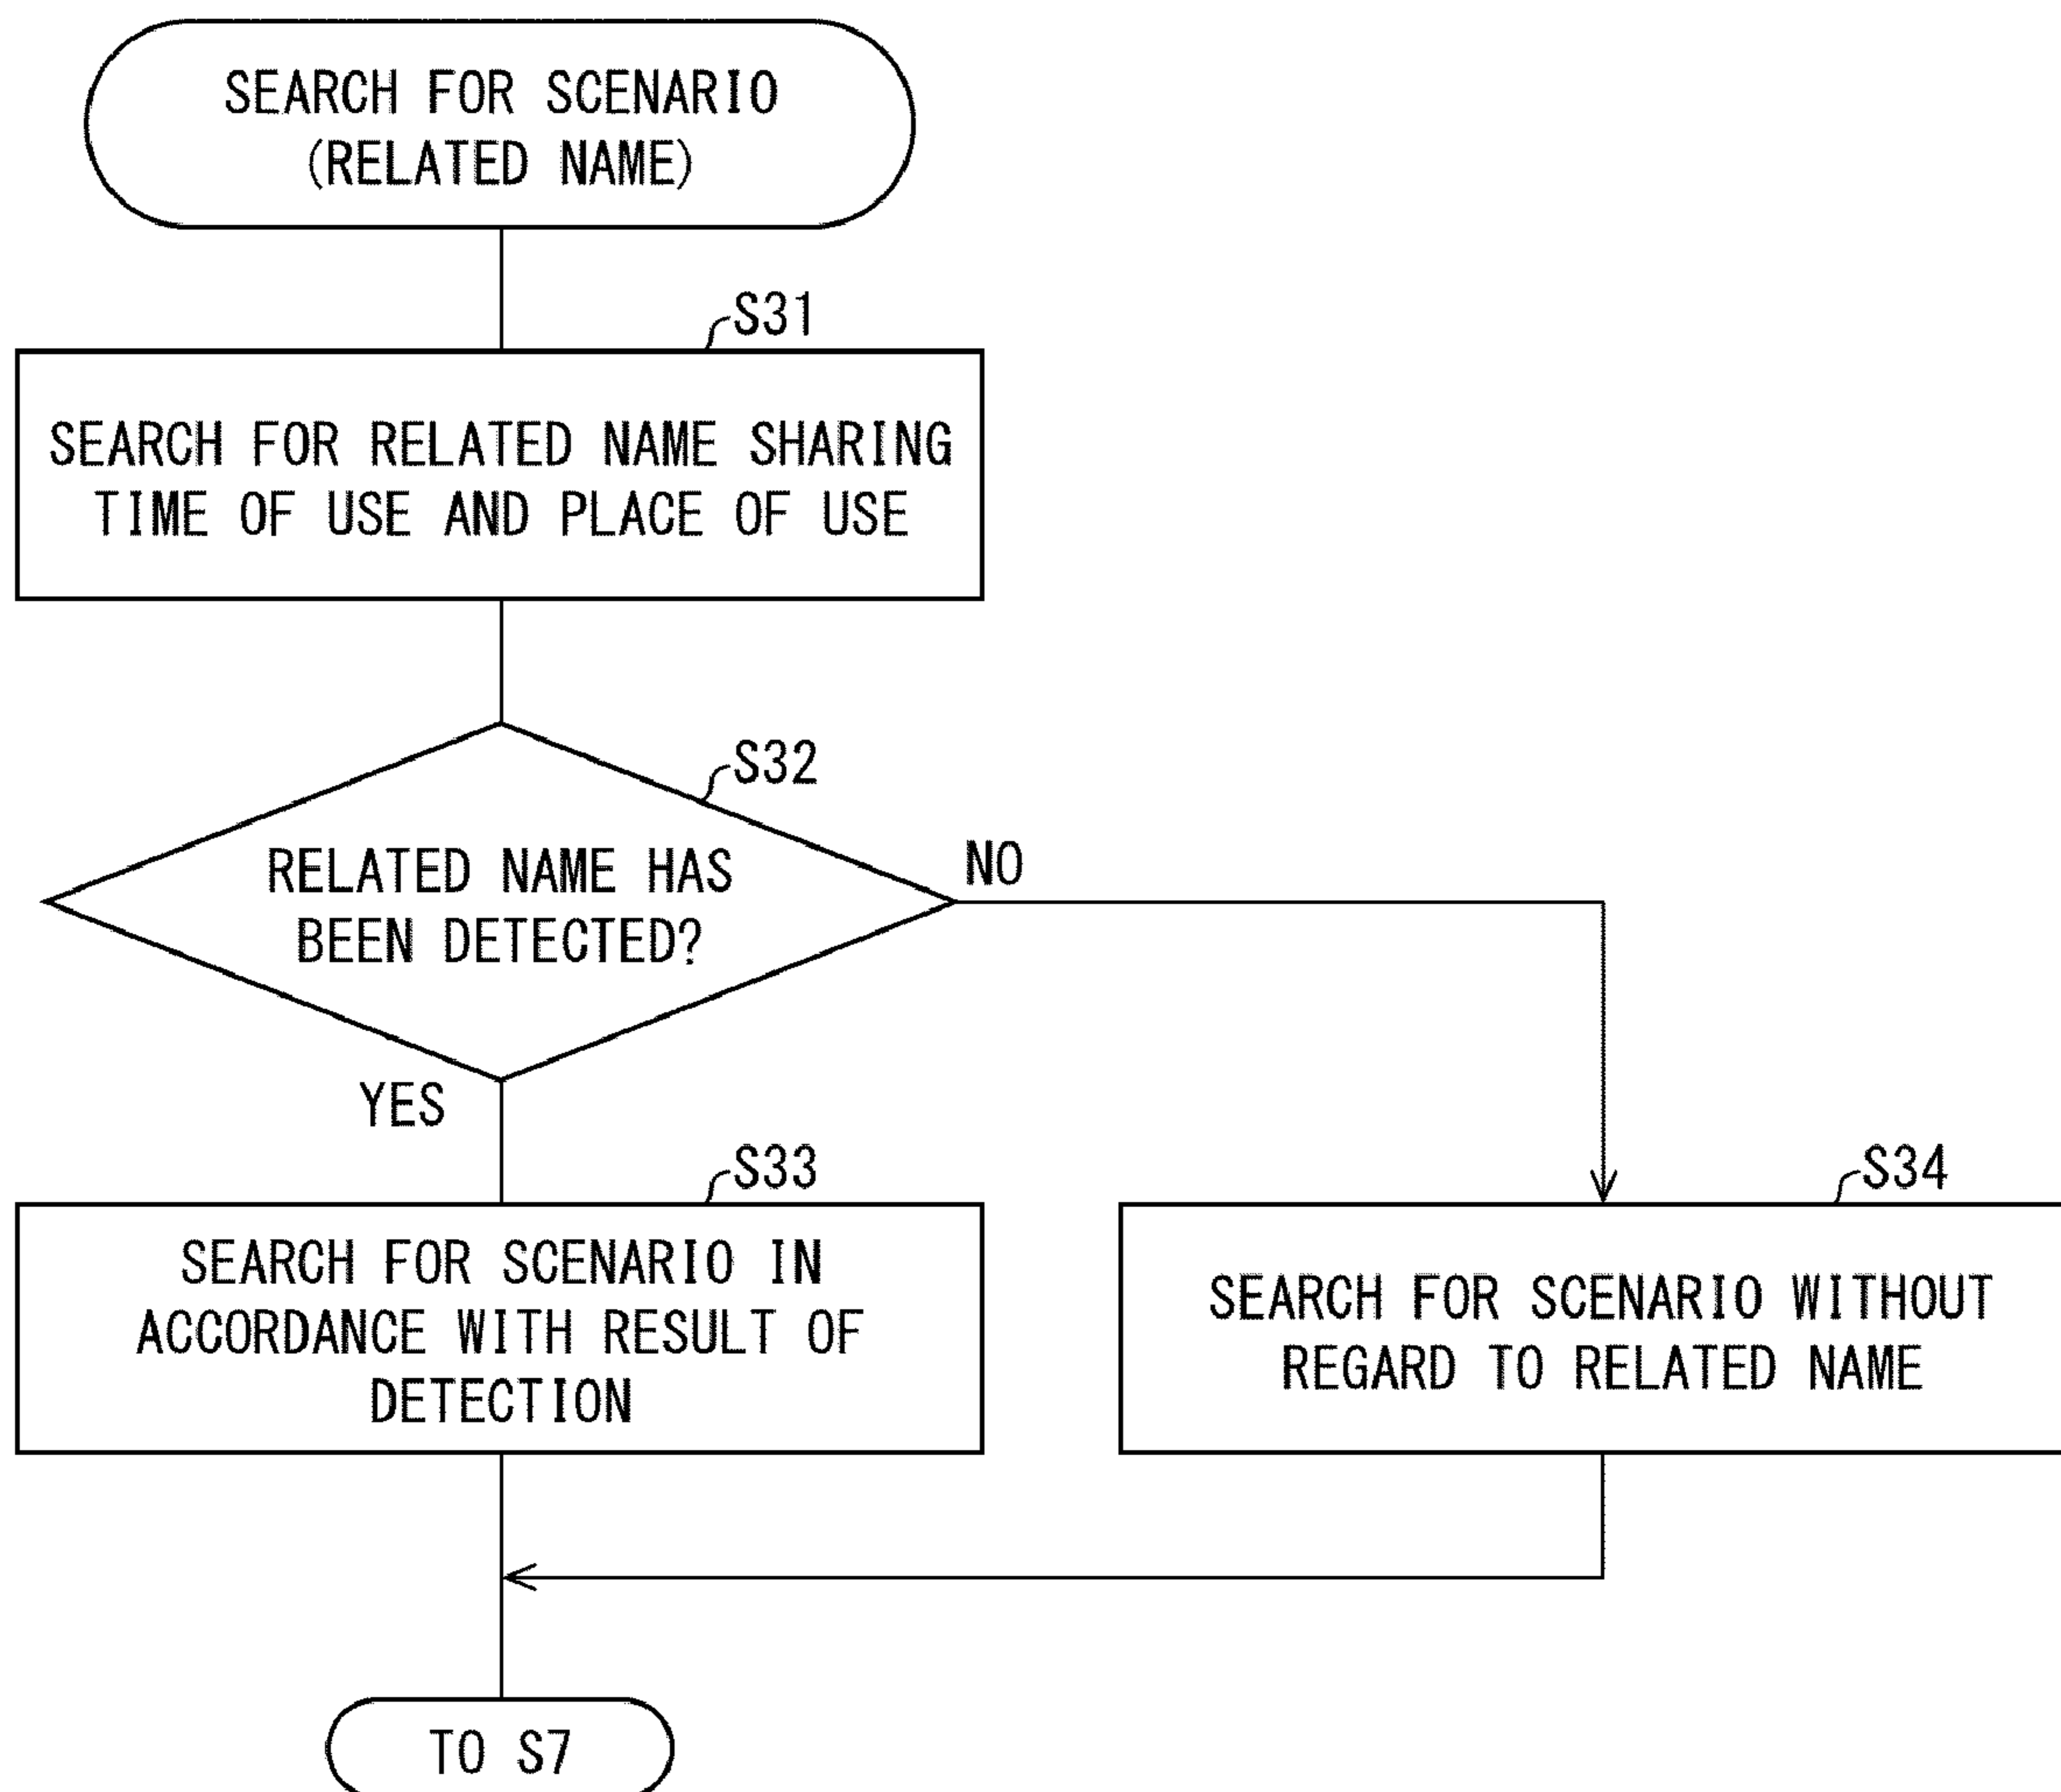 SEARCH FOR SCENARIO
(RELATED NAME)
S31
SEARCH FOR RELATED NAME SHARING
TIME OF USE AND PLACE OF USE
S32
RELATED NAME HAS
BEEN DETECTED?
NO
YES
S33
SEARCH FOR SCENARIO IN
ACCORDANCE WITH RESULT OF
DETECTION
S34
SEARCH FOR SCENARIO WITHOUT
REGARD TO RELATED NAME
TO S7